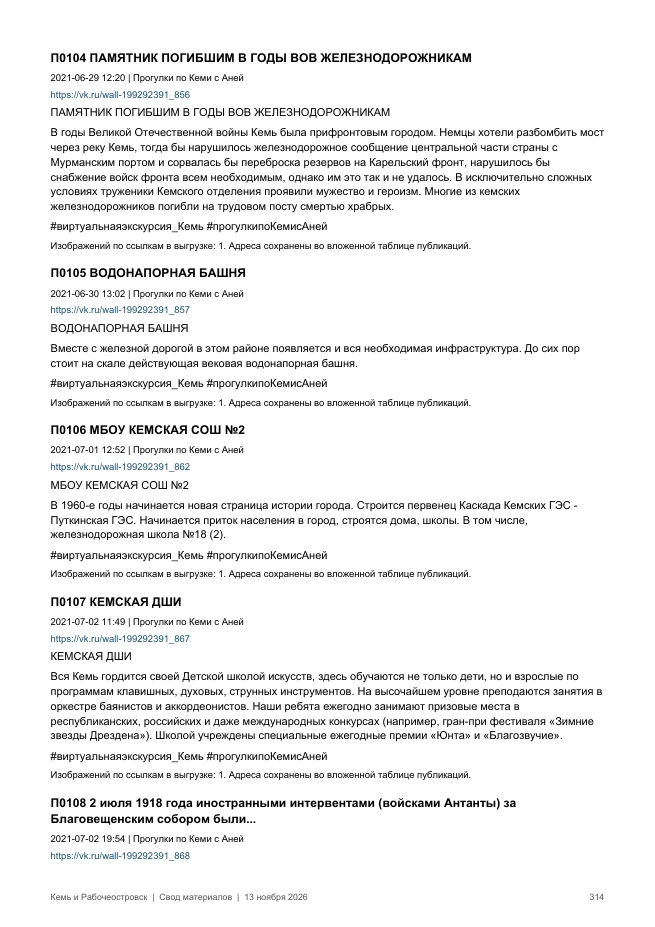 П0104 ПАМЯТНИК ПОГИБШИМ В ГОДЫ ВОВ ЖЕЛЕЗНОДОРОЖНИКАМ
2021-06-29 12:20 | Прогулки по Кеми с Аней
https://vk.ru/wall-199292391_856
ПАМЯТНИК ПОГИБШИМ В ГОДЫ ВОВ ЖЕЛЕЗНОДОРОЖНИКАМ
В годы Великой Отечественной войны Кемь была прифронтовым городом. Немцы хотели разбомбить мост
через реку Кемь, тогда бы нарушилось железнодорожное сообщение центральной части страны с
Мурманским портом и сорвалась бы переброска резервов на Карельский фронт, нарушилось бы
снабжение войск фронта всем необходимым, однако им это так и не удалось. В исключительно сложных
условиях труженики Кемского отделения проявили мужество и героизм. Многие из кемских
железнодорожников погибли на трудовом посту смертью храбрых.
#виртуальнаяэкскурсия_Кемь #прогулкипоКемисАней
Изображений по ссылкам в выгрузке: 1. Адреса сохранены во вложенной таблице публикаций.
П0105 ВОДОНАПОРНАЯ БАШНЯ
2021-06-30 13:02 | Прогулки по Кеми с Аней
https://vk.ru/wall-199292391_857
ВОДОНАПОРНАЯ БАШНЯ
Вместе с железной дорогой в этом районе появляется и вся необходимая инфраструктура. До сих пор
стоит на скале действующая вековая водонапорная башня.
#виртуальнаяэкскурсия_Кемь #прогулкипоКемисАней
Изображений по ссылкам в выгрузке: 1. Адреса сохранены во вложенной таблице публикаций.
П0106 МБОУ КЕМСКАЯ СОШ №2
2021-07-01 12:52 | Прогулки по Кеми с Аней
https://vk.ru/wall-199292391_862
МБОУ КЕМСКАЯ СОШ №2
В 1960-е годы начинается новая страница истории города. Строится первенец Каскада Кемских ГЭС -
Путкинская ГЭС. Начинается приток населения в город, строятся дома, школы. В том числе,
железнодорожная школа №18 (2).
#виртуальнаяэкскурсия_Кемь #прогулкипоКемисАней
Изображений по ссылкам в выгрузке: 1. Адреса сохранены во вложенной таблице публикаций.
П0107 КЕМСКАЯ ДШИ
2021-07-02 11:49 | Прогулки по Кеми с Аней
https://vk.ru/wall-199292391_867
КЕМСКАЯ ДШИ
Вся Кемь гордится своей Детской школой искусств, здесь обучаются не только дети, но и взрослые по
программам клавишных, духовых, струнных инструментов. На высочайшем уровне преподаются занятия в
оркестре баянистов и аккордеонистов. Наши ребята ежегодно занимают призовые места в
республиканских, российских и даже международных конкурсах (например, гран-при фестиваля «Зимние
звезды Дрездена»). Школой учреждены специальные ежегодные премии «Юнта» и «Благозвучие».
#виртуальнаяэкскурсия_Кемь #прогулкипоКемисАней
Изображений по ссылкам в выгрузке: 1. Адреса сохранены во вложенной таблице публикаций.
П0108 2 июля 1918 года иностранными интервентами (войсками Антанты) за
Благовещенским собором были...
2021-07-02 19:54 | Прогулки по Кеми с Аней
https://vk.ru/wall-199292391_868
Кемь и Рабочеостровск | Свод материалов | 13 ноября 2026
314